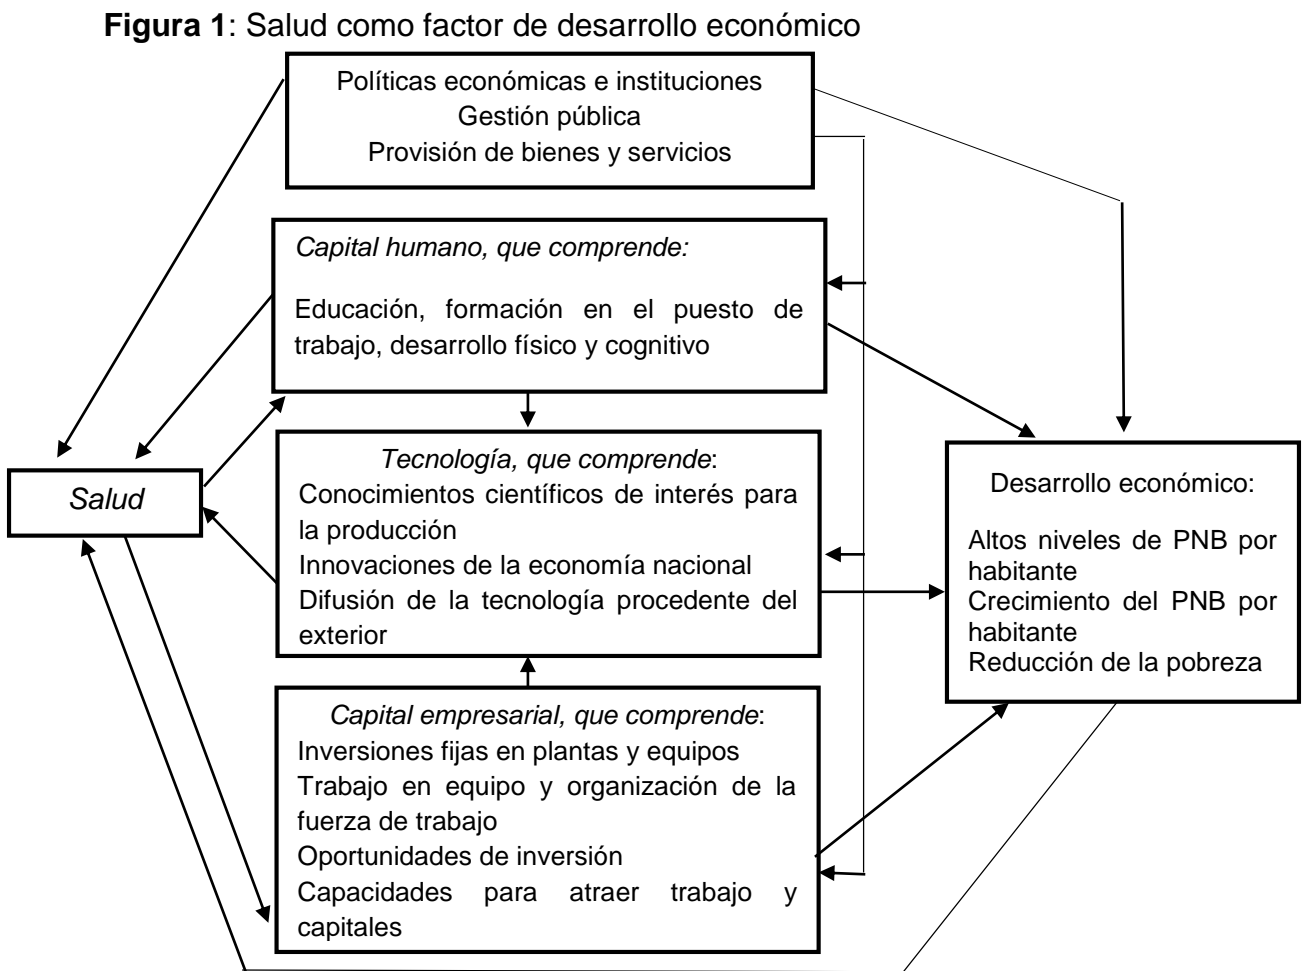 Figura 1: Salud como factor de desarrollo económico
Políticas económicas e instituciones
Gestión pública
Provisión de bienes y servicios
Capital humano, que comprende:
Educación, formación en el puesto de
trabajo, desarrollo físico y cognitivo
Salud
Tecnología, que comprende:
Conocimientos científicos de interés para
la producción
Innovaciones de la economía nacional
Difusión de la tecnología procedente del
exterior
Capital empresarial, que comprende:
Inversiones fijas en plantas y equipos
Trabajo en equipo y organización de la
fuerza de trabajo
Oportunidades de inversión
Capacidades para atraer trabajo y
capitales
Desarrollo económico:
Altos niveles de PNB por
habitante
Crecimiento del PNB por
habitante
Reducción de la pobreza